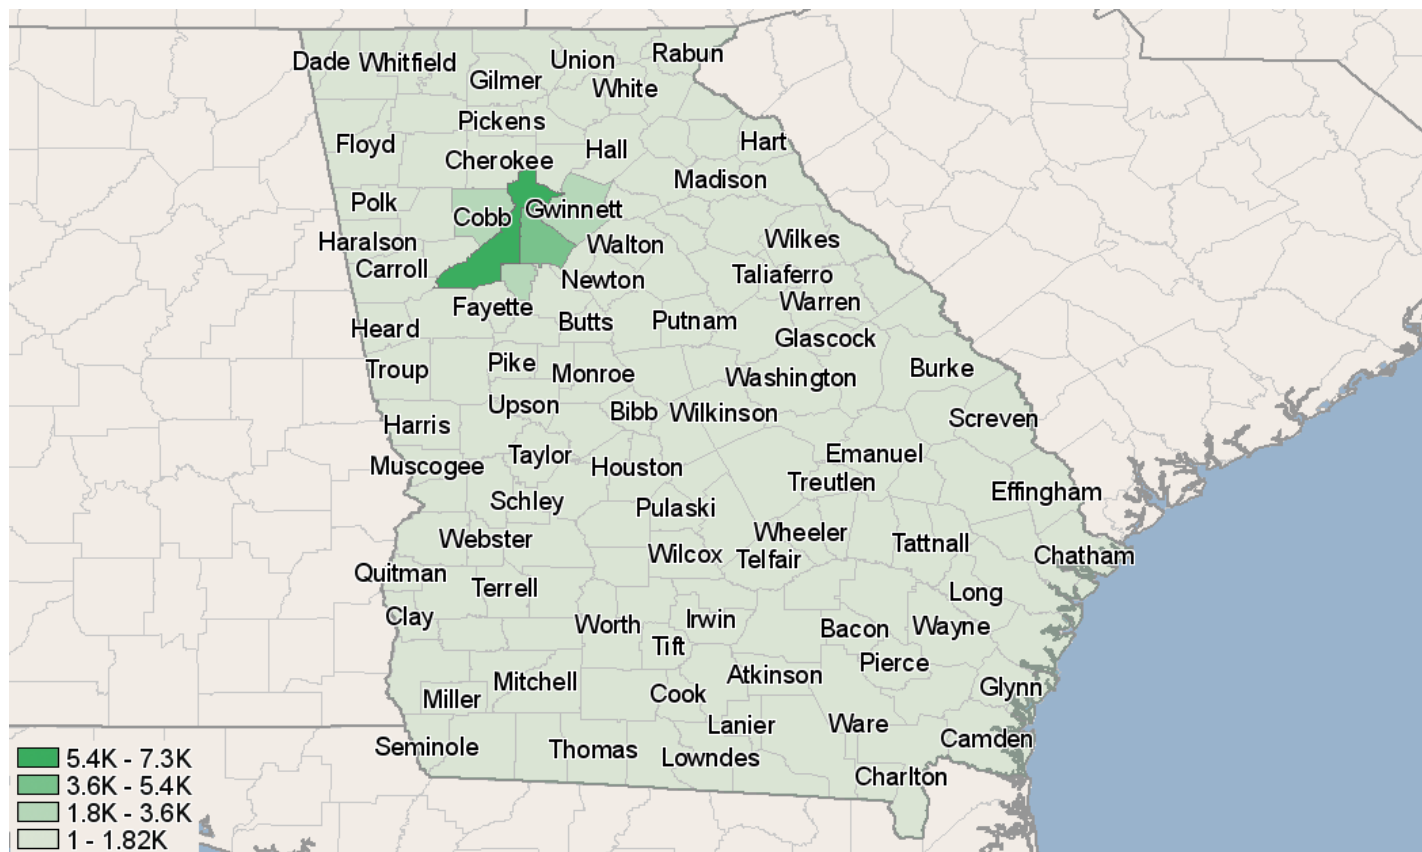 Rabun
Union
Dade
Whitfield
Gilmer
White
Pickens
Hart
Floyd
Hall
Cherokee
Madison
Polk
Gwinnett
Cobb
Haralson
Walton
Wilkes
Carroll
Taliaferro
Newton
Warren
Fayette
Butts
Putnam
Heard
Glascock
Pike
Troup
Monroe
Washington
Burke
Upson
Bibb
Wilkinson
Screven
Harris
Emanuel
Taylor
Muscogee
Houston
Treutlen
Effingham
Schley
Pulaski
Wheeler
Webster
Tattnall
Wilcox
Telfair
Chatham
Quitman
Terrell
Long
Clay
Irwin
Worth
Bacon
Wayne
Tift
Pierce
Atkinson
Mitchell
Glynn
Cook
Miller
Lanier
Ware
Camden
Seminole
Thomas
Lowndes
Charlton
5.4K - 7.3K
3.6K - 5.4K
1.8K - 3.6K
1 - 1.82K